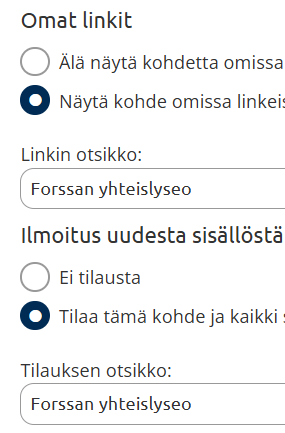 Omat linkit
Älä näytä kohdetta omissa
Näytä kohde omissa
Linkin otsikko:
Forssan yhteislyseo
Ilmoitus uudesta sisällöstä
Ei tilausta
Tilaa tämä kohde ja kaikki
Tilauksen otsikko:
Forssan yhteislyseo